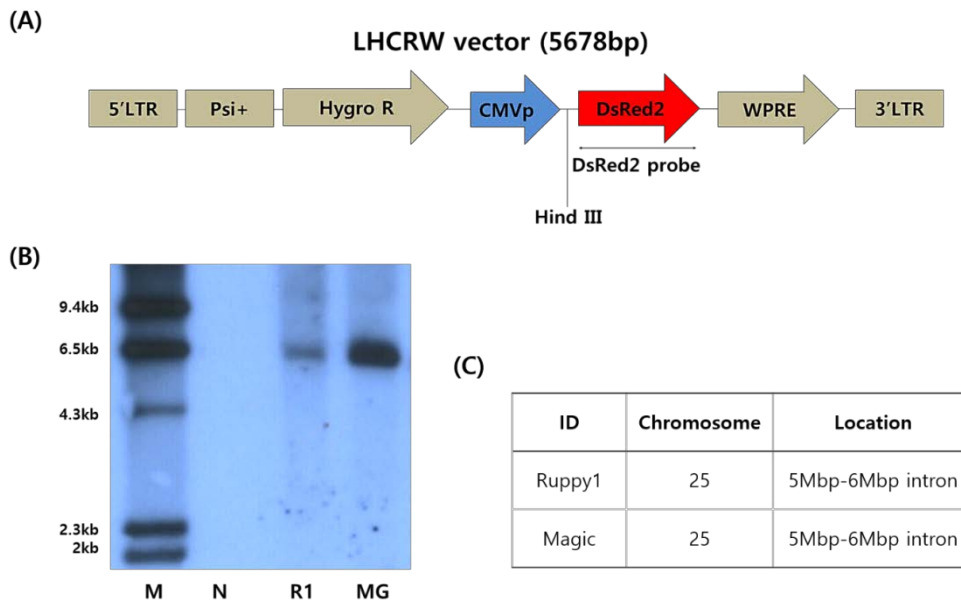 (A)
LHCRW vector (5678bp)
5'LTR Psi+ Hygro R CMVp DsRed2 WPRE 3'LTR
DsRed2 probe
Hind III
(B)
9.4kb
6.5kb
4.3kb
2.3kb
2kb
M N R1 MG
(C)
ID Chromosome Location
Ruppy1 25 5Mbp-6Mbp intron
Magic 25 5Mbp-6Mbp intron